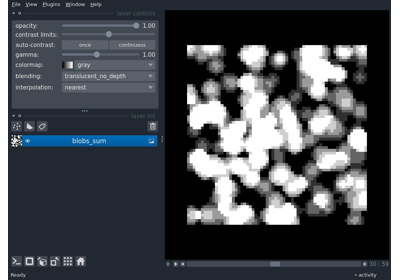 File View Plugins Window Help
layer controls
opacity: 1.00
contrast limits:
auto-contrast: once continuous
gamma: 1.00
colormap: gray
blending: translucent_no_depth
interpolation: nearest
layer list
blobs_sum
30 59
Ready activity